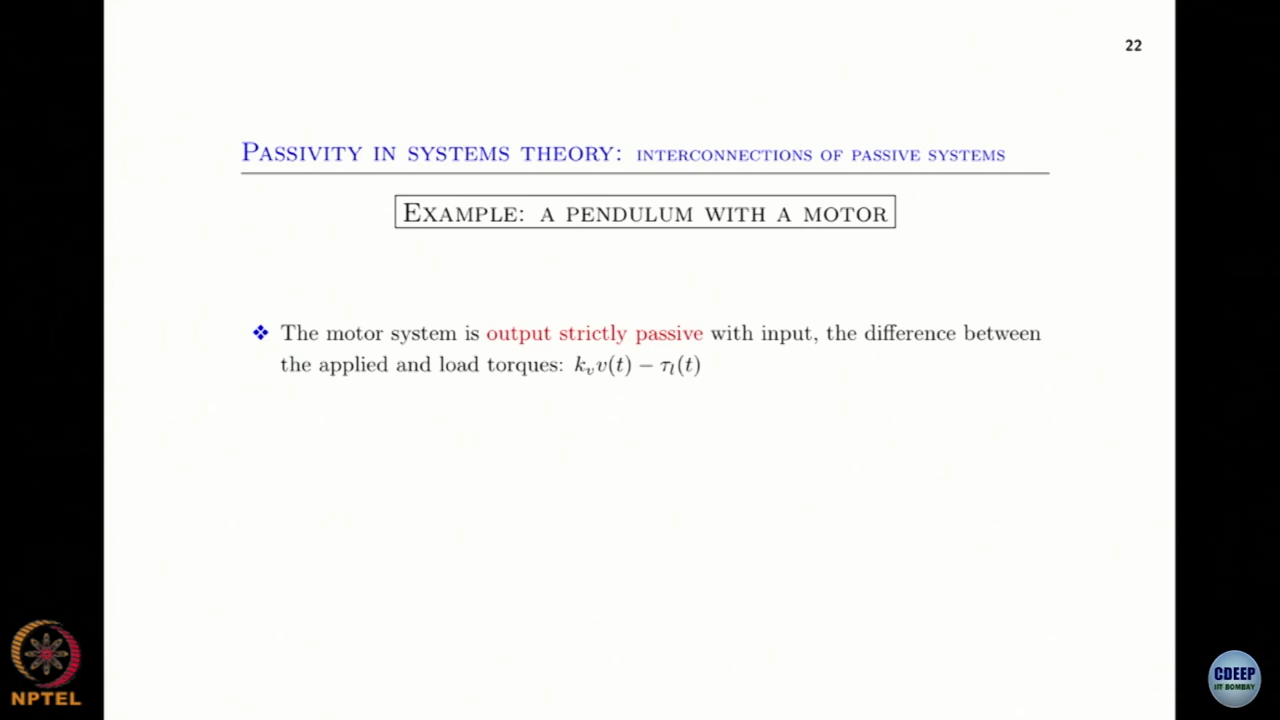 22
PASSIVITY IN SYSTEMS THEORY: INTERCONNECTIONS OF PASSIVE SYSTEMS
EXAMPLE: A PENDULUM WITH A MOTOR
❖ The motor system is output strictly passive with input, the difference between
the applied and load torques: $k_v v(t) - \tau_l(t)$
NPTEL
CDEEP
IIT BOMBAY